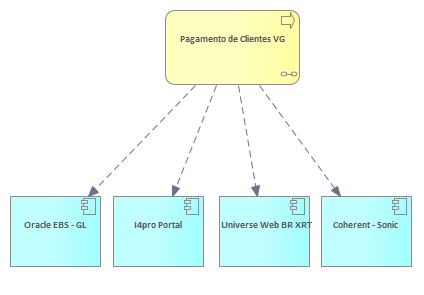 Pagamento de Clientes VG
Oracle EBS - GL
I4pro Portal
Universe Web BR XRT
Coherent - Sonic